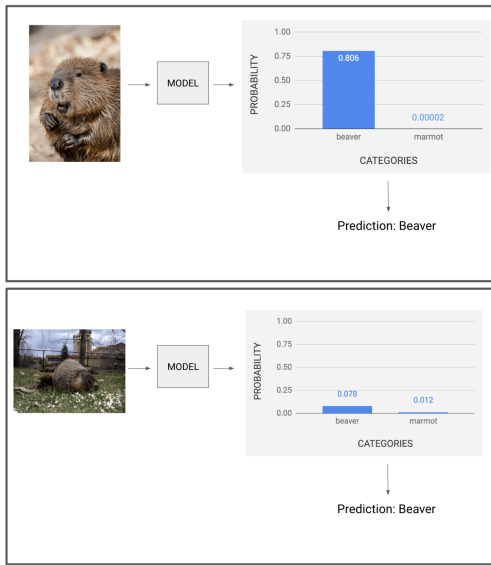 1.00
0.75
0.50
0.25
0.00
PROBABILITY
0.806
0.00002
beaver marmot
CATEGORIES
MODEL
Prediction: Beaver
1.00
0.75
0.50
0.25
0.00
PROBABILITY
0.078
0.012
beaver marmot
CATEGORIES
MODEL
Prediction: Beaver